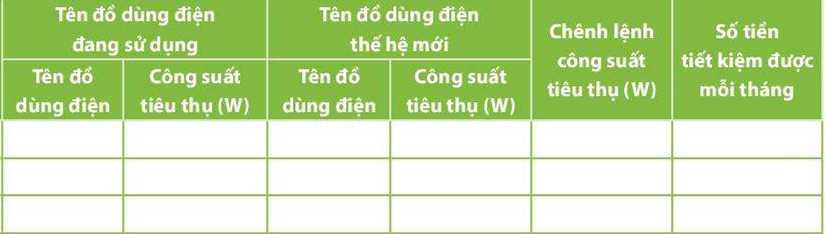 Tên đồ dùng điện
đang sử dụng
Tên đồ dùng điện
thế hệ mới
Chênh lệnh
công suất
tiêu thụ (W)
Số tiền
tiết kiệm được
mỗi tháng
Tên đồ
dùng điện
Công suất
tiêu thụ (W)
Tên đồ
dùng điện
Công suất
tiêu thụ (W)